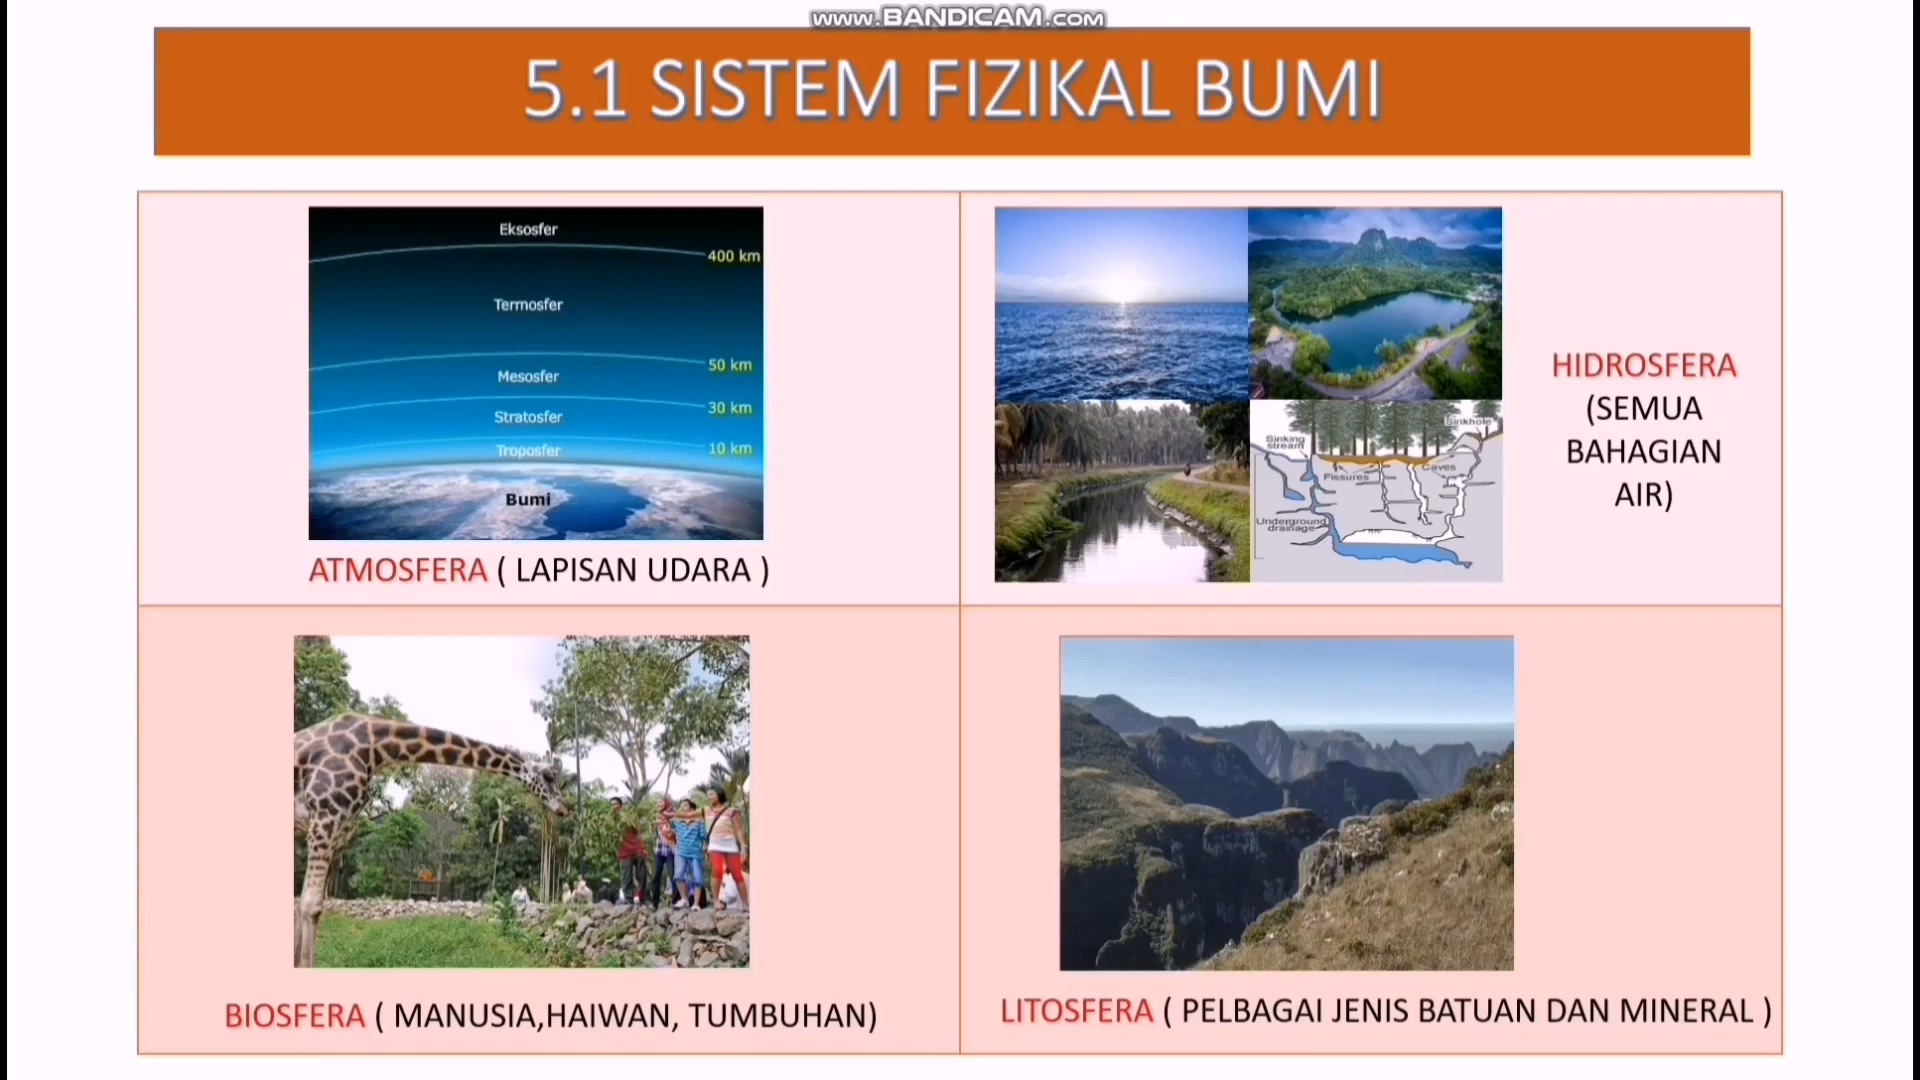 www.BANDICAM.com
5.1 SISTEM FIZIKAL BUMI
Eksosfer
400 km
Termosfer
50 km
Mesosfer
30 km
Stratosfer
10 km
Troposfer
Bumi
ATMOSFERA ( LAPISAN UDARA )
Sinkhole
Sinking
stream
Caves
Fissures
Underground
drainage
HIDROSFERA
(SEMUA
BAHAGIAN
AIR)
BIOSFERA ( MANUSIA,HAIWAN, TUMBUHAN)
LITOSFERA ( PELBAGAI JENIS BATUAN DAN MINERAL )